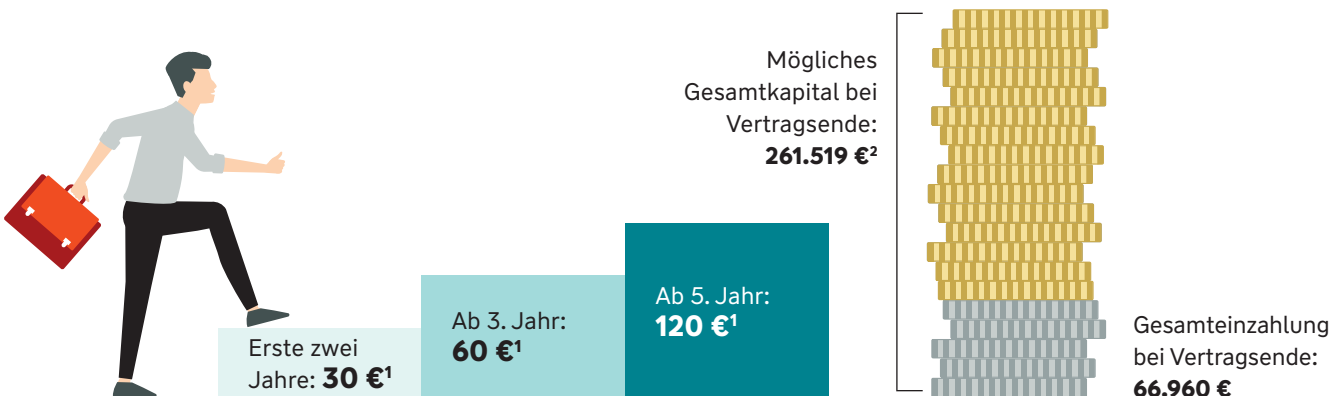 Mögliches
Gesamtkapital bei
Vertragsende:
261.519 €²
Erste zwei
Jahre: 30 €¹
Ab 3. Jahr:
60 €¹
Ab 5. Jahr:
120 €¹
Gesamteinzahlung
bei Vertragsende:
66.960 €